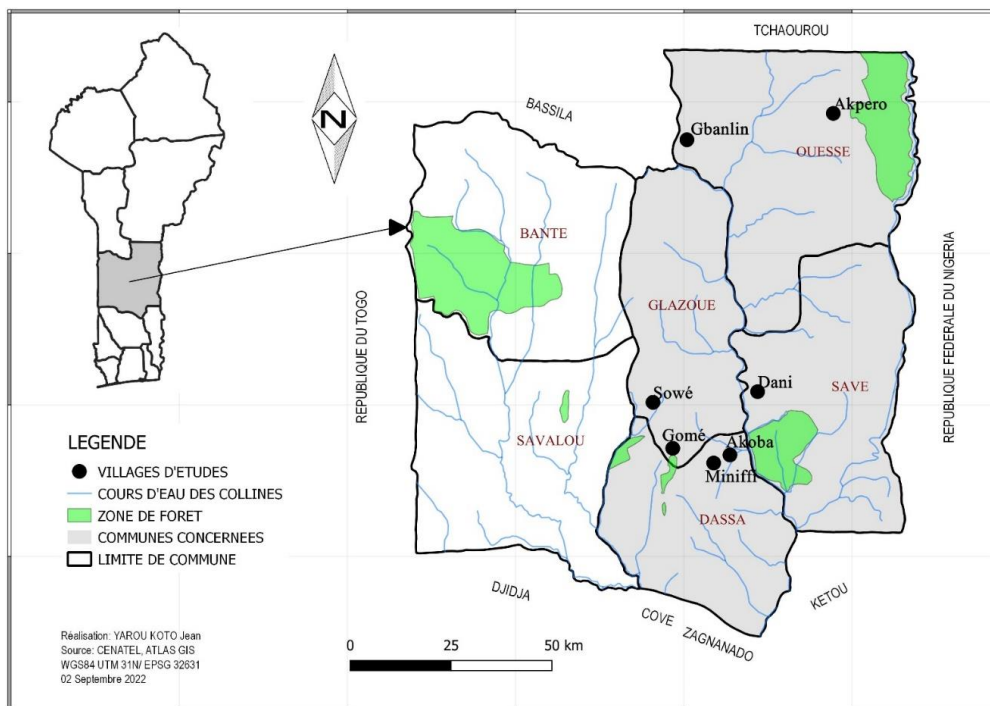 TCHAOUROU
BASSILA
N
Akpero
Gbanlin
OUESSE
BANTE
GLAZOUE
REPUBLIQUE DU TOGO
REPUBLIQUE FEDERALE DU NIGERIA
Dani
SAVE
Sowé
SAVALOU
Gomé
Akoba
Miniffi
DASSA
LEGENDE
VILLAGES D'ETUDES
COURS D'EAU DES COLLINES
ZONE DE FORET
COMMUNES CONCERNEES
LIMITE DE COMMUNE
DJIDJA
COVE
ZAGNANADO
KETOU
Réalisation: YAROU KOTO Jean
Source: CENATEL, ATLAS GIS
WGS84 UTM 31N/ EPSG 32631
02 Septembre 2022
0 25 50 km